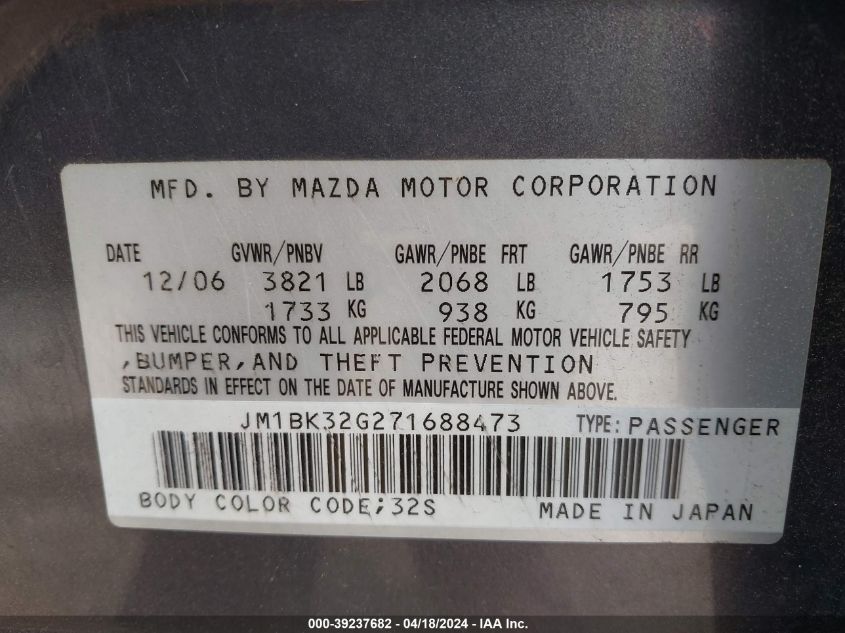 MFD. BY MAZDA MOTOR CORPORATION
DATE GVWR/PNBV GAWR/PNBE FRT GAWR/PNBE RR
12/06 3821 LB 2068 LB 1753 LB
1733 KG 938 KG 795 KG
THIS VEHICLE CONFORMS TO ALL APPLICABLE FEDERAL MOTOR VEHICLE SAFETY
,BUMPER,AND THEFT PREVENTION
STANDARDS IN EFFECT ON THE DATE OF MANUFACTURE SHOWN ABOVE.
JM1BK32G271688473 TYPE:PASSENGER
BODY COLOR CODE;32S MADE IN JAPAN
000-39237682 - 04/18/2024 - IAA Inc.